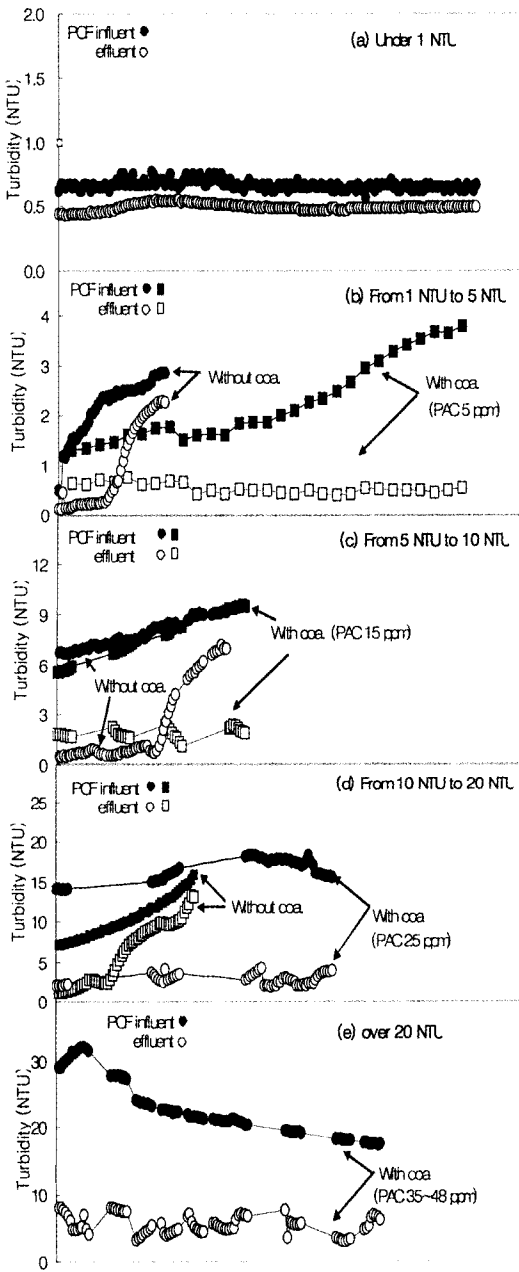 2.0
PCF influent
effluent
(a) Under 1 NTU
1.5
1.0
0.5
0.0
Turbidity (NTU)
PCF influent
effluent
(b) From 1 NTU to 5 NTU
4
3
2
1
0
Turbidity (NTU)
Without coa.
With coa.
(PAC 5 ppm)
PCF influent
effluent
(c) From 5 NTU to 10 NTU
12
9
6
3
0
Turbidity (NTU)
With coa. (PAC 15 ppm)
Without coa.
PCF influent
effluent
(d) From 10 NTU to 20 NTU
25
20
15
10
5
0
Turbidity (NTU)
Without coa.
With coa
(PAC 25 ppm)
PCF influent
effluent
(e) over 20 NTU
30
20
10
0
Turbidity (NTU)
With coa
(PAC 35~48 ppm)